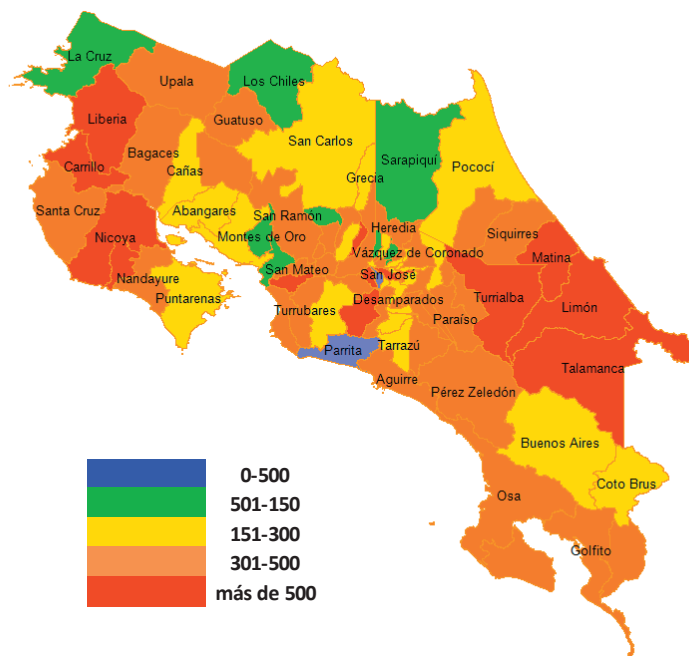 La Cruz
Upala
Los Chiles
Liberia
Guatuso
San Carlos
Bagaces
Sarapiquí
Carrillo
Cañas
Grecia
Pococí
Santa Cruz
Abangares
San Ramón
Heredia
Nicoya
Montes de Oro
Siquirres
Vázquez de Coronado
Matina
San Mateo
San José
Nandayure
Puntarenas
Desamparados
Turrialba
Limón
Turrubares
Paraíso
Parrita
Tarrazú
Talamanca
Aguirre
Pérez Zeledón
Buenos Aires
Coto Brus
Osa
Golfito
0-500
501-150
151-300
301-500
más de 500